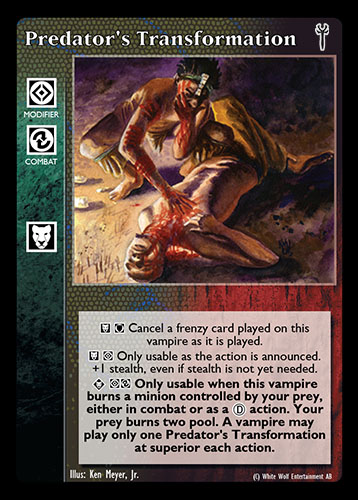 Predator's Transformation
MODIFIER
COMBAT
Cancel a frenzy card played on this
vampire as it is played.
Only usable as the action is announced.
+1 stealth, even if stealth is not yet needed.
Only usable when this vampire
burns a minion controlled by your prey,
either in combat or as a Ⓓ action. Your
prey burns two pool. A vampire may
play only one Predator's Transformation
at superior each action.
Illus: Ken Meyer, Jr.
(C) White Wolf Entertainment AB